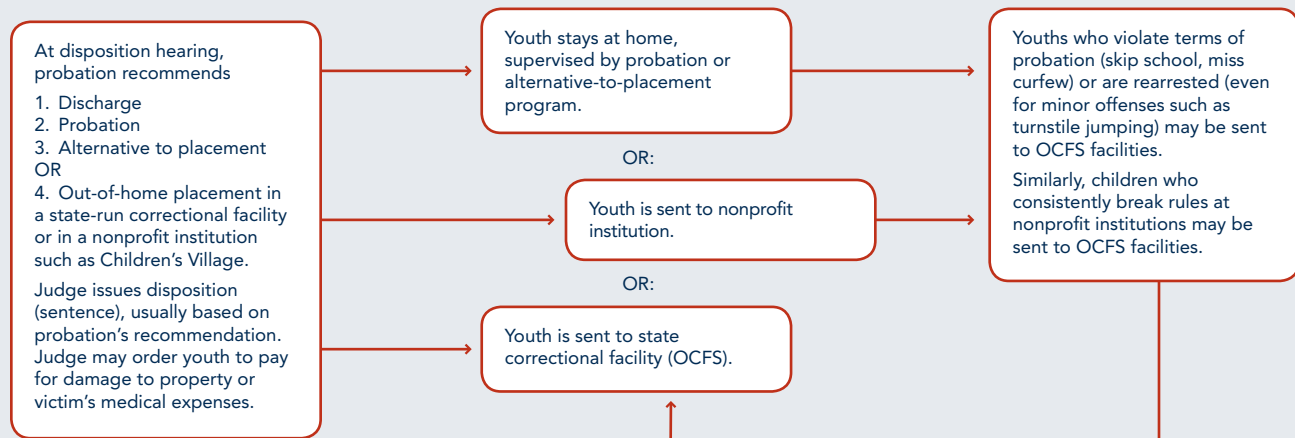 At disposition hearing,
probation recommends
1. Discharge
2. Probation
3. Alternative to placement
OR
4. Out-of-home placement in
a state-run correctional facility
or in a nonprofit institution
such as Children’s Village.
Judge issues disposition
(sentence), usually based on
probation’s recommendation.
Judge may order youth to pay
for damage to property or
victim’s medical expenses.
Youth stays at home,
supervised by probation or
alternative-to-placement
program.
OR:
Youth is sent to nonprofit
institution.
OR:
Youth is sent to state
correctional facility (OCFS).
Youths who violate terms of
probation (skip school, miss
curfew) or are rearrested (even
for minor offenses such as
turnstile jumping) may be sent
to OCFS facilities.
Similarly, children who
consistently break rules at
nonprofit institutions may be
sent to OCFS facilities.